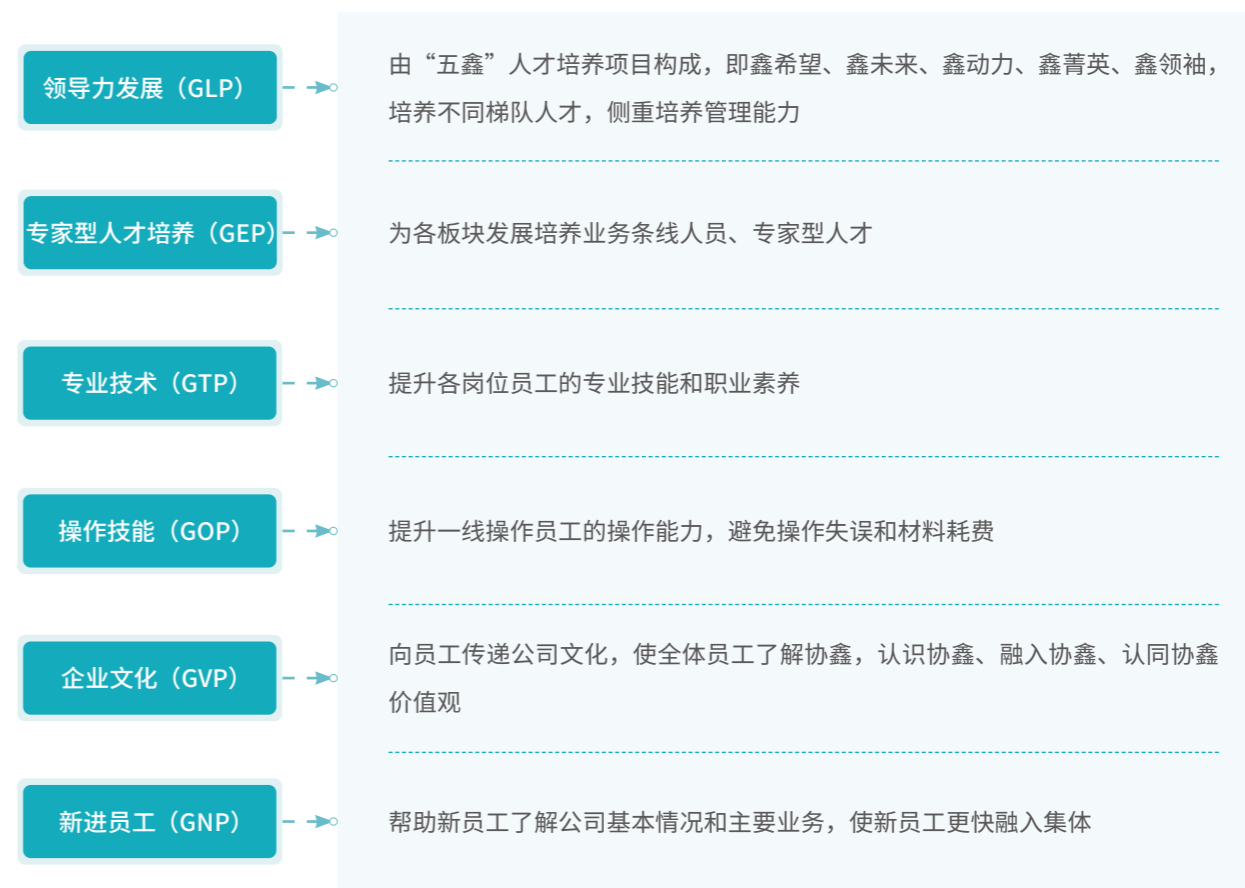 领导力发展（GLP）
由“五鑫”人才培养项目构成，即鑫希望、鑫未来、鑫动力、鑫菁英、鑫领袖，
培养不同梯队人才，侧重培养管理能力
专家型人才培养（GEP）
为各板块发展培养业务条线人员、专家型人才
专业技术（GTP）
提升各岗位员工的专业技能和职业素养
操作技能（GOP）
提升一线操作员工的操作能力，避免操作失误和材料耗费
企业文化（GVP）
向员工传递公司文化，使全体员工了解协鑫，认识协鑫、融入协鑫、认同协鑫
价值观
新进员工（GNP）
帮助新员工了解公司基本情况和主要业务，使新员工更快融入集体